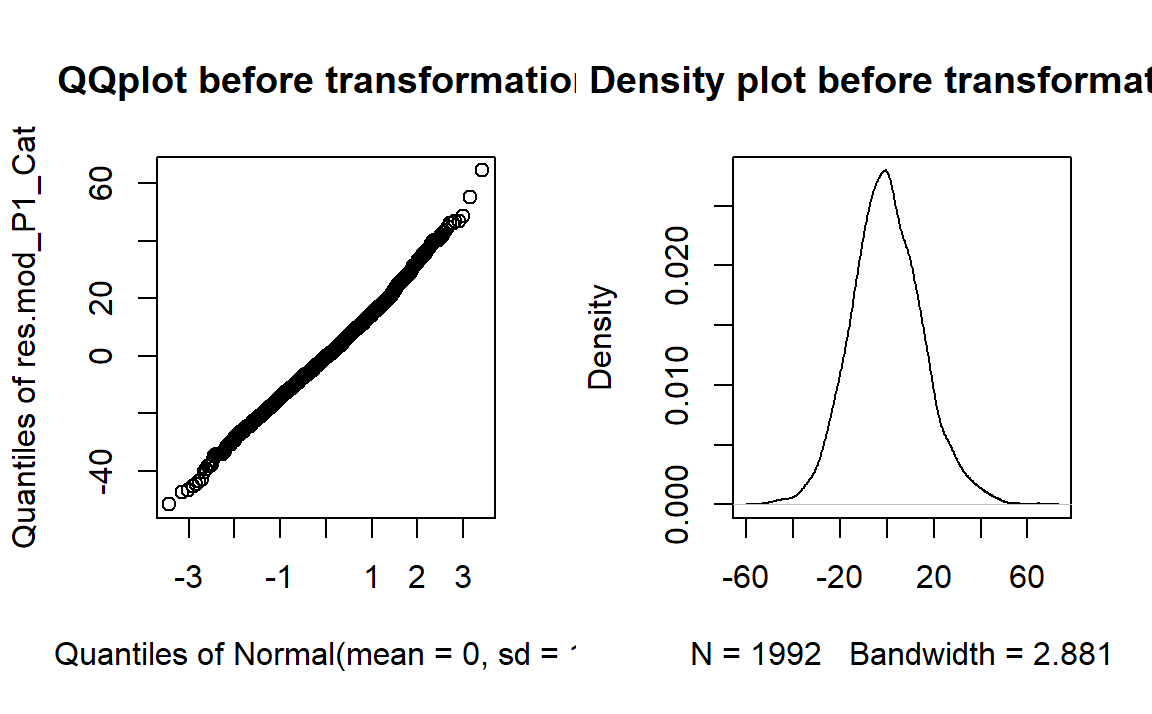 QQplot before transformation
Quantiles of res.mod_P1_Cat
60
20
0
-40
-3 -1 1 2 3
Quantiles of Normal(mean = 0, sd =
Density plot before transformat
Density
0.020
0.010
0.000
-60 -20 20 60
N = 1992 Bandwidth = 2.881